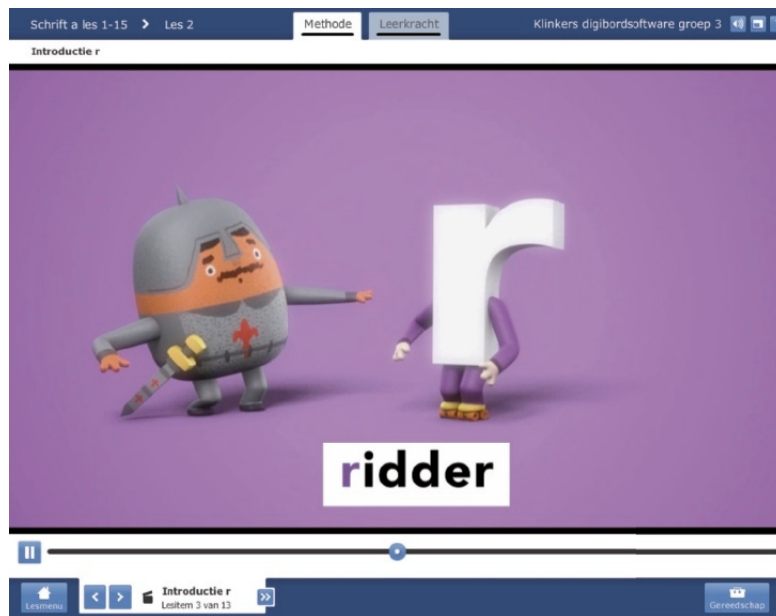 Schrift a les 1-15 > Les 2
Methode
Leerkracht
Klinkers digibordsoftware groep 3
Introductie r
r
ridder
Lesmenu
Introductie r
Lesitem 3 van 13
Gereedschap